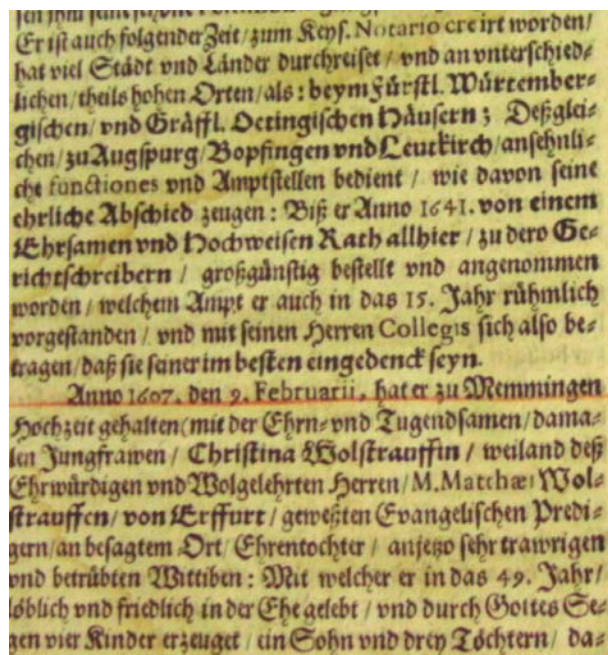 Er ist auch folgender Zeit / zum Keys. Notario creirt worden /
hat viel Städt vnd Länder durchreiset / vnd an vnterschied-
lichen / theils hohen Orten / als : beym Fürstl. Würtember-
gischen / vnd Gräffl. Oetingischen Häusern ; Deßglei-
chen / zu Augspurg / Bopfingen vnd Leutkirch / ansehnli-
che functiones vnd Amptstellen bedient / wie davon seine
ehrliche Abschied zeugen : Biß er Anno 1641. von einem
Ehrsamen vnd Hochweisen Rath allhier / zu dero Ge-
richtschreibern / großgünstig bestellt vnd angenommen
worden / welchem Ampt er auch in das 15. Jahr rühmlich
vorgestanden / vnd mit seinen Herren Collegis sich also be-
tragen / daß sie seiner im besten eingedenck seyn.
Anno 1607. den 9. Februarii, hat er zu Memmingen
Hochzeit gehalten (mit der Ehrn- vnd Tugendsamen / dama-
len Jungfrawen / Christina Wolstrauffin / weiland deß
Ehrwürdigen vnd Wolgelehrten Herren / M. Matthæi Wol-
strauffen / von Erffurt / geweßten Evangelischen Predi-
gern / an besagtem Ort / Ehrentochter / anjetzo sehr trawrigen
vnd betrübten Wittiben : Mit welcher er in das 49. Jahr /
löblich vnd friedlich in der Ehe gelebt / vnd durch Gottes Se-
gen vier Kinder erzeuget / ein Sohn vnd drey Töchtern / da-